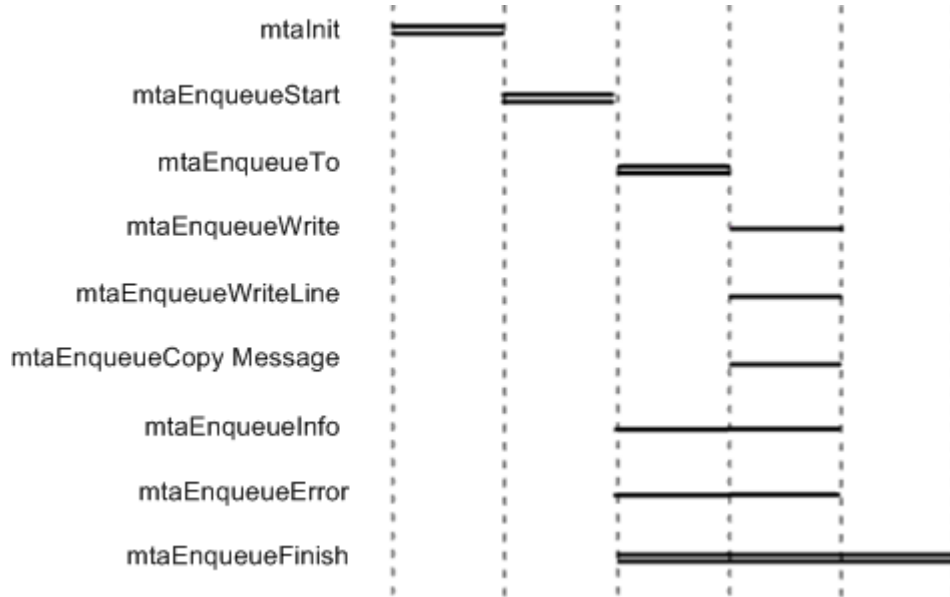 mtaInit
mtaEnqueueStart
mtaEnqueueTo
mtaEnqueueWrite
mtaEnqueueWriteLine
mtaEnqueueCopy Message
mtaEnqueueInfo
mtaEnqueueError
mtaEnqueueFinish